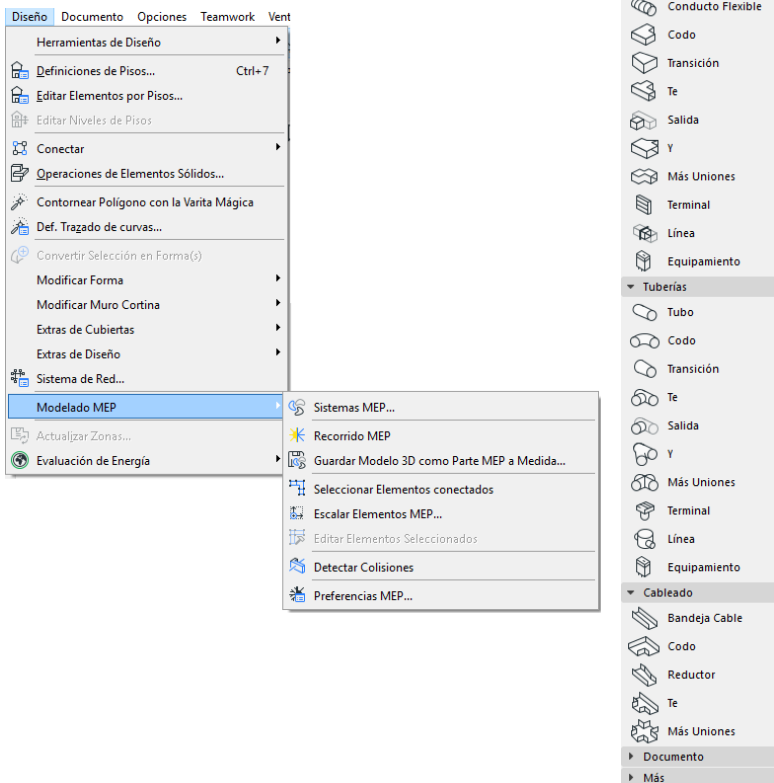 Diseño Documento Opciones Teamwork Vent
Herramientas de Diseño
Definiciones de Pisos... Ctrl+7
Editar Elementos por Pisos...
Editar Niveles de Pisos
Conectar
Operaciones de Elementos Sólidos...
Contornear Polígono con la Varita Mágica
Def. Trazado de curvas...
Convertir Selección en Forma(s)
Modificar Forma
Modificar Muro Cortina
Extras de Cubiertas
Extras de Diseño
Sistema de Red...
Modelado MEP
Actualizar Zonas...
Evaluación de Energía
Sistemas MEP...
Recorrido MEP
Guardar Modelo 3D como Parte MEP a Medida...
Seleccionar Elementos conectados
Escalar Elementos MEP...
Editar Elementos Seleccionados
Detectar Colisiones
Preferencias MEP...
Conducto Flexible
Codo
Transición
Te
Salida
Y
Más Uniones
Terminal
Línea
Equipamiento
Tuberías
Tubo
Codo
Transición
Te
Salida
Y
Más Uniones
Terminal
Línea
Equipamiento
Cableado
Bandeja Cable
Codo
Reductor
Te
Más Uniones
Documento
Más